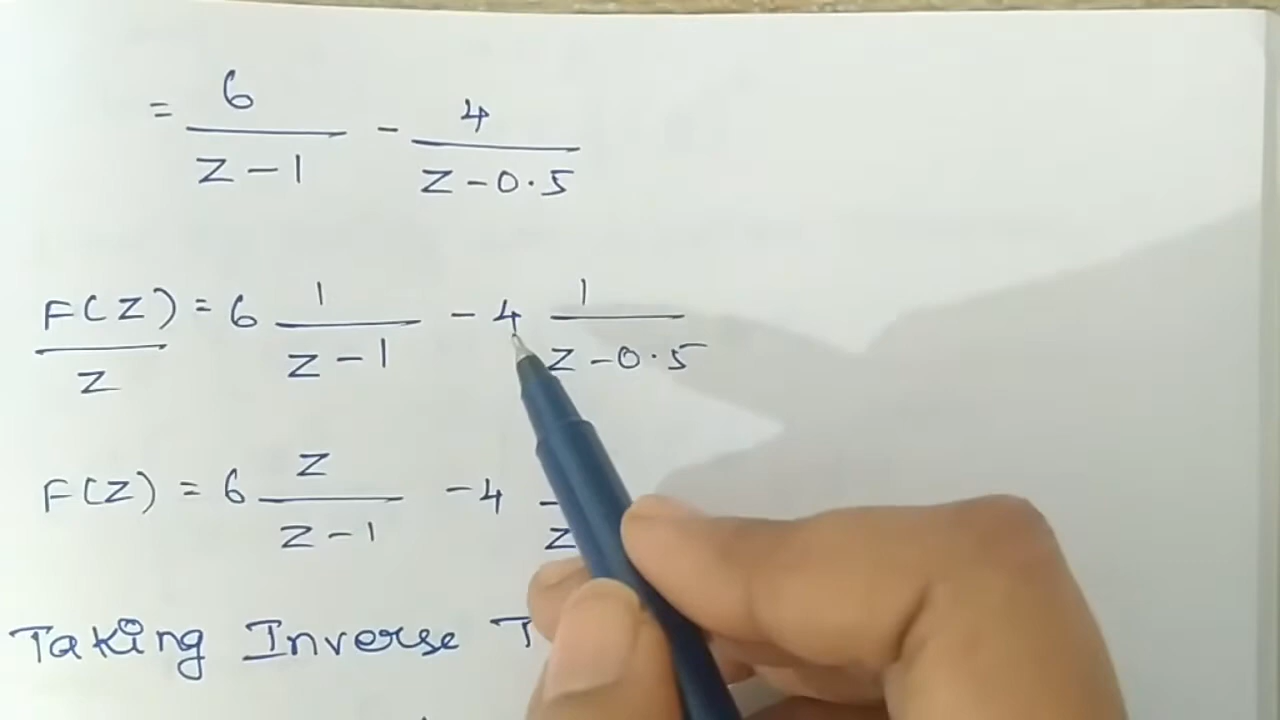 = 6/(z-1) - 4/(z-0.5)
F(z)/z = 6 1/(z-1) - 4 1/(z-0.5)
F(z) = 6 z/(z-1) - 4 z
Taking Inverse T